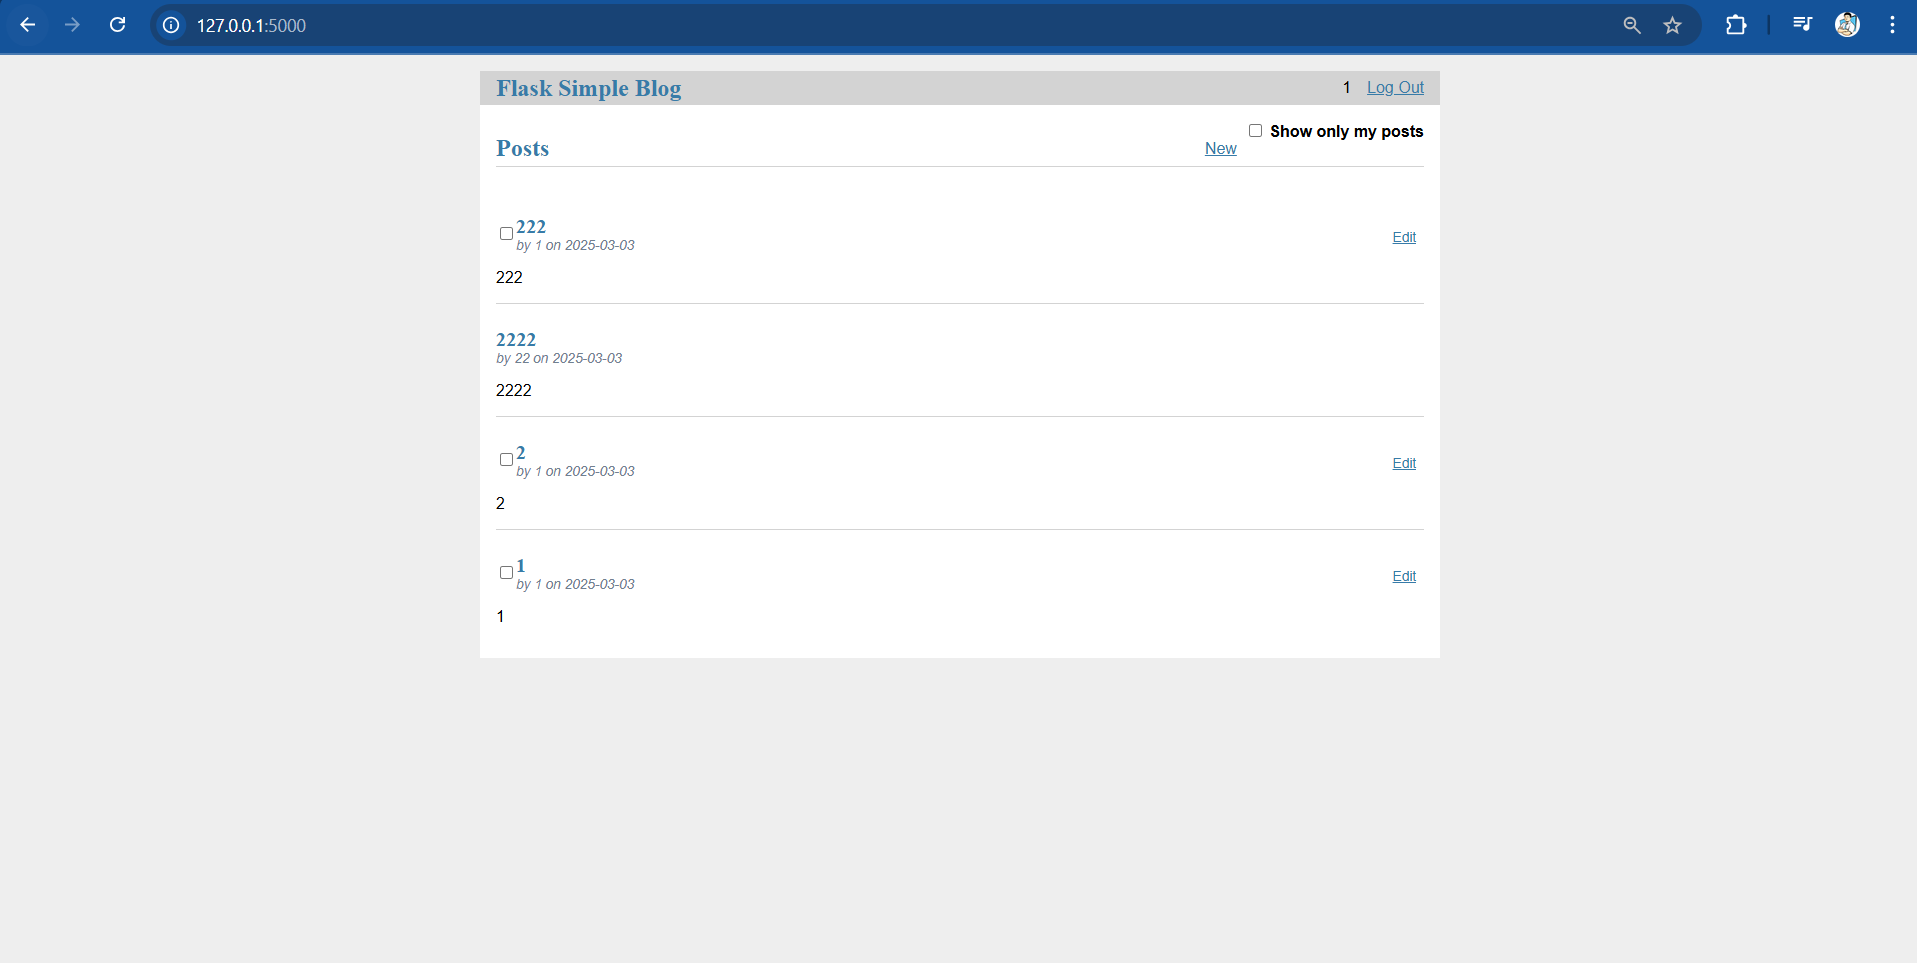 127.0.0.1:5000
Flask Simple Blog 1 Log Out
Show only my posts
Posts New
222
by 1 on 2025-03-03 Edit
222
2222
by 22 on 2025-03-03
2222
2
by 1 on 2025-03-03 Edit
2
1
by 1 on 2025-03-03 Edit
1